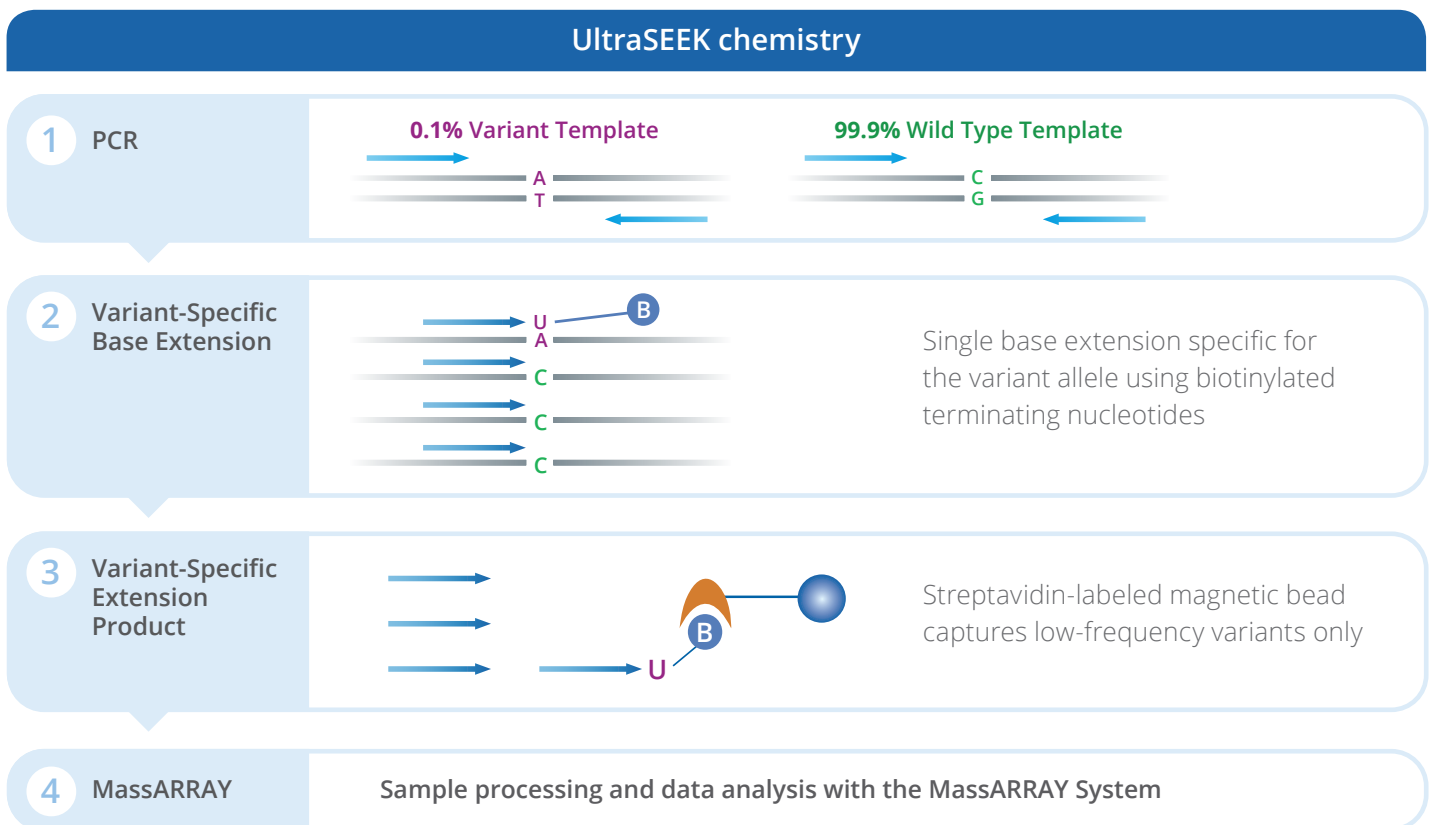 UltraSEEK chemistry
1
PCR
0.1% Variant Template
99.9% Wild Type Template
A
T
C
G
2
Variant-Specific
Base Extension
U
B
A
C
C
C
Single base extension specific for
the variant allele using biotinylated
terminating nucleotides
3
Variant-Specific
Extension
Product
B
U
Streptavidin-labeled magnetic bead
captures low-frequency variants only
4
MassARRAY
Sample processing and data analysis with the MassARRAY System